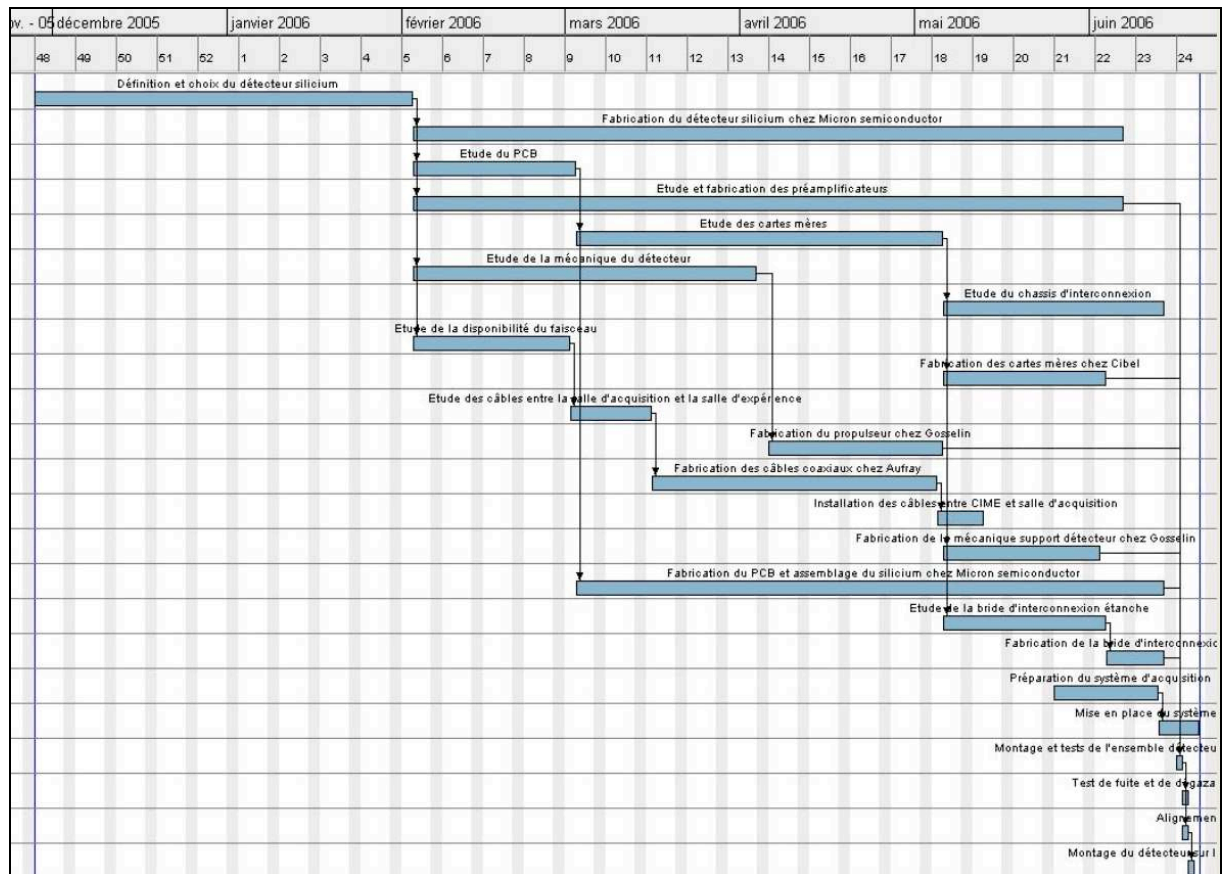 ov. - 05 décembre 2005 janvier 2006 février 2006 mars 2006 avril 2006 mai 2006 juin 2006
48 49 50 51 52 1 2 3 4 5 6 7 8 9 10 11 12 13 14 15 16 17 18 19 20 21 22 23 24
Définition et choix du détecteur silicium
Fabrication du détecteur silicium chez Micron semiconductor
Etude du PCB
Etude et fabrication des préamplificateurs
Etude des cartes mères
Etude de la mécanique du détecteur
Etude du chassis d'interconnexion
Etude de la disponibilité du faisceau
Fabrication des cartes mères chez Cibel
Etude des câbles entre la salle d'acquisition et la salle d'expérience
Fabrication du propulseur chez Gosselin
Fabrication des câbles coaxiaux chez Aufray
Installation des câbles entre CIME et salle d'acquisition
Fabrication de la mécanique support détecteur chez Gosselin
Fabrication du PCB et assemblage du silicium chez Micron semiconductor
Etude de la bride d'interconnexion étanche
Fabrication de la bride d'interconnexio
Préparation du système d'acquisition
Mise en place du système
Montage et tests de l'ensemble détecteu
Test de fuite et de dégaza
Alignemen
Montage du détecteur sur l